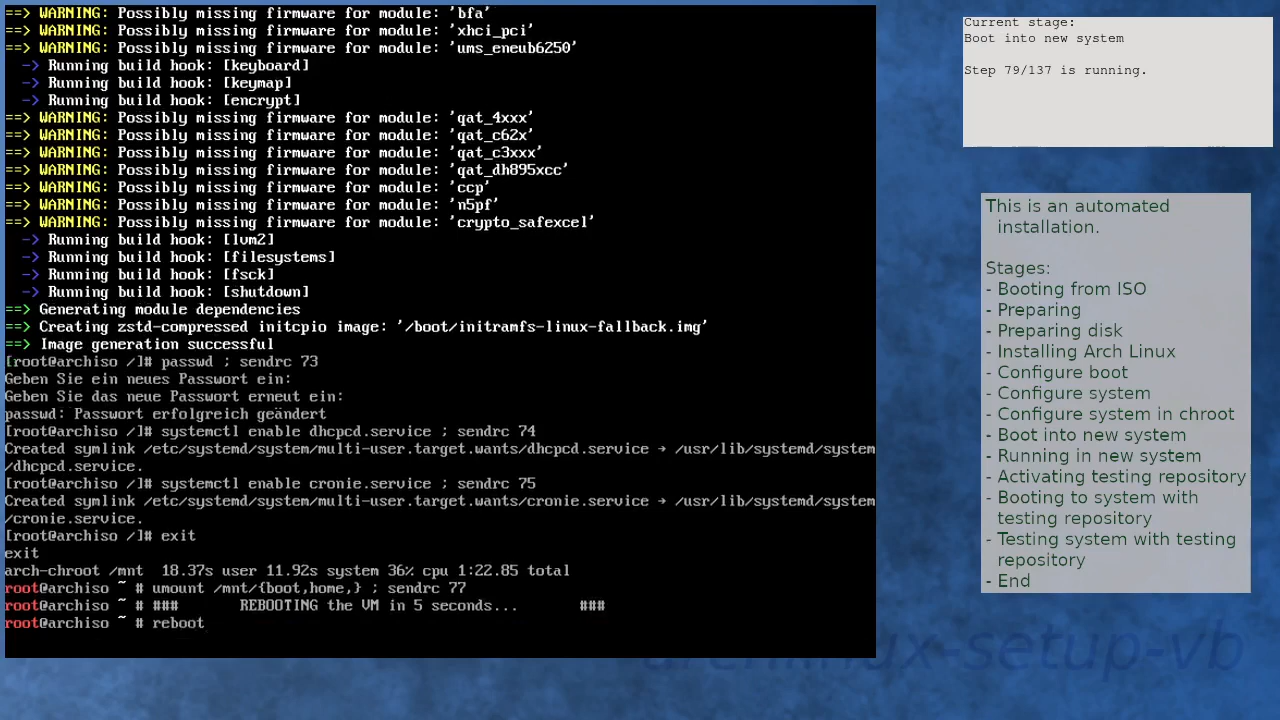 ==> WARNING: Possibly missing firmware for module: 'bfa'
==> WARNING: Possibly missing firmware for module: 'xhci_pci'
==> WARNING: Possibly missing firmware for module: 'ums_eneub6250'
-> Running build hook: [keyboard]
-> Running build hook: [keymap]
-> Running build hook: [encrypt]
==> WARNING: Possibly missing firmware for module: 'qat_4xxx'
==> WARNING: Possibly missing firmware for module: 'qat_c62x'
==> WARNING: Possibly missing firmware for module: 'qat_c3xxx'
==> WARNING: Possibly missing firmware for module: 'qat_dh895xcc'
==> WARNING: Possibly missing firmware for module: 'ccp'
==> WARNING: Possibly missing firmware for module: 'n5pf'
==> WARNING: Possibly missing firmware for module: 'crypto_safexcel'
-> Running build hook: [lvm2]
-> Running build hook: [filesystems]
-> Running build hook: [fsck]
-> Running build hook: [shutdown]
==> Generating module dependencies
==> Creating zstd-compressed initcpio image: '/boot/initramfs-linux-fallback.img'
==> Image generation successful
[root@archiso /]# passwd ; sendrc 73
Geben Sie ein neues Passwort ein:
Geben Sie das neue Passwort erneut ein:
passwd: Passwort erfolgreich geändert
[root@archiso /]# systemctl enable dhcpcd.service ; sendrc 74
Created symlink /etc/systemd/system/multi-user.target.wants/dhcpcd.service → /usr/lib/systemd/system
/dhcpcd.service.
[root@archiso /]# systemctl enable cronie.service ; sendrc 75
Created symlink /etc/systemd/system/multi-user.target.wants/cronie.service → /usr/lib/systemd/system
/cronie.service.
[root@archiso /]# exit
exit
arch-chroot /mnt  18.37s user 11.92s system 36% cpu 1:22.85 total
root@archiso ~ # umount /mnt/{boot,home,} ; sendrc 77
root@archiso ~ # ###       REBOOTING the VM in 5 seconds...       ###
root@archiso ~ # reboot
Current stage:
Boot into new system
Step 79/137 is running.
This is an automated
installation.
Stages:
- Booting from ISO
- Preparing
- Preparing disk
- Installing Arch Linux
- Configure boot
- Configure system
- Configure system in chroot
- Boot into new system
- Running in new system
- Activating testing repository
- Booting to system with
testing repository
- Testing system with testing
repository
- End